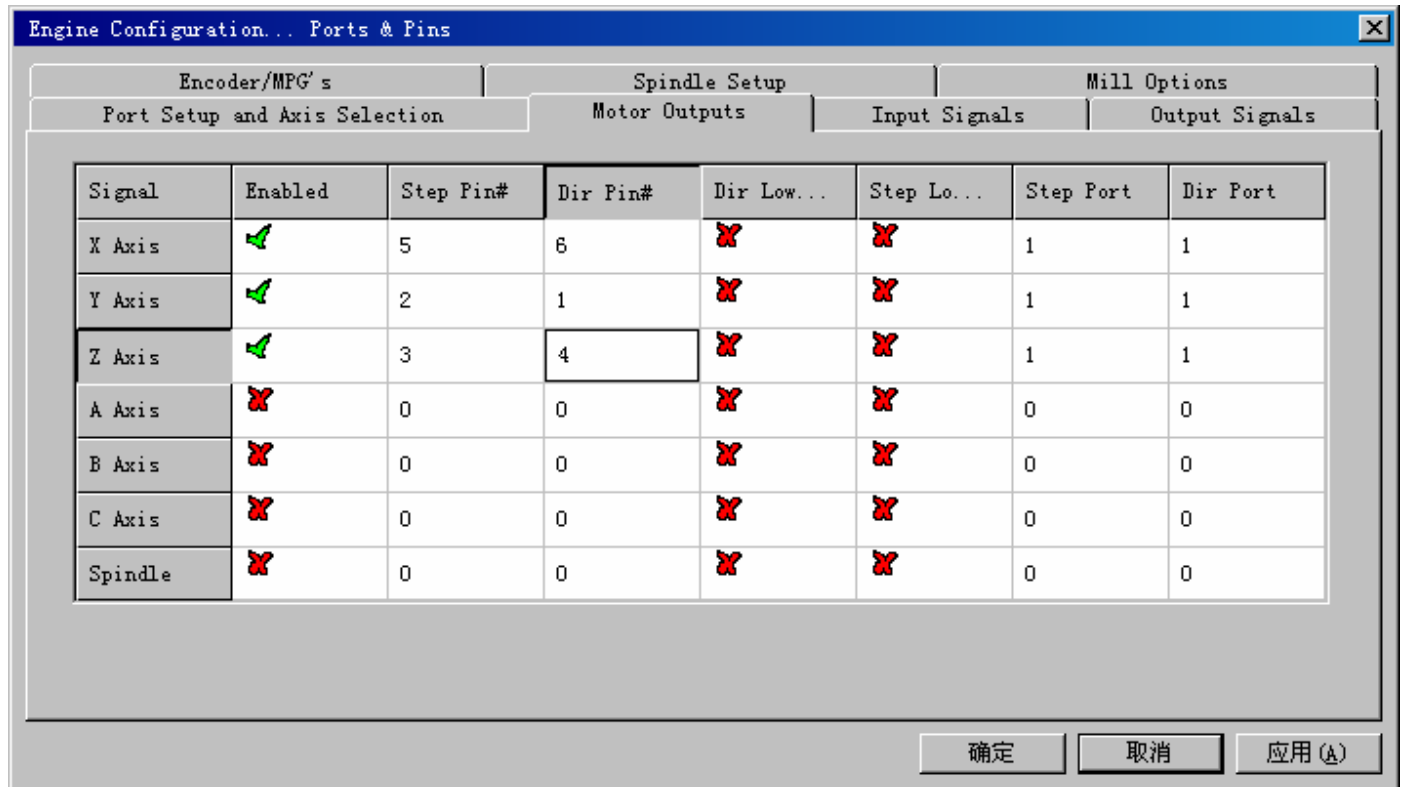 Engine Configuration... Ports & Pins
Encoder/MPG's Spindle Setup Mill Options
Port Setup and Axis Selection Motor Outputs Input Signals Output Signals
Signal Enabled Step Pin# Dir Pin# Dir Low... Step Lo... Step Port Dir Port
X Axis 5 6 1 1
Y Axis 2 1 1 1
Z Axis 3 4 1 1
A Axis 0 0 0 0
B Axis 0 0 0 0
C Axis 0 0 0 0
Spindle 0 0 0 0
确定 取消 应用(A)